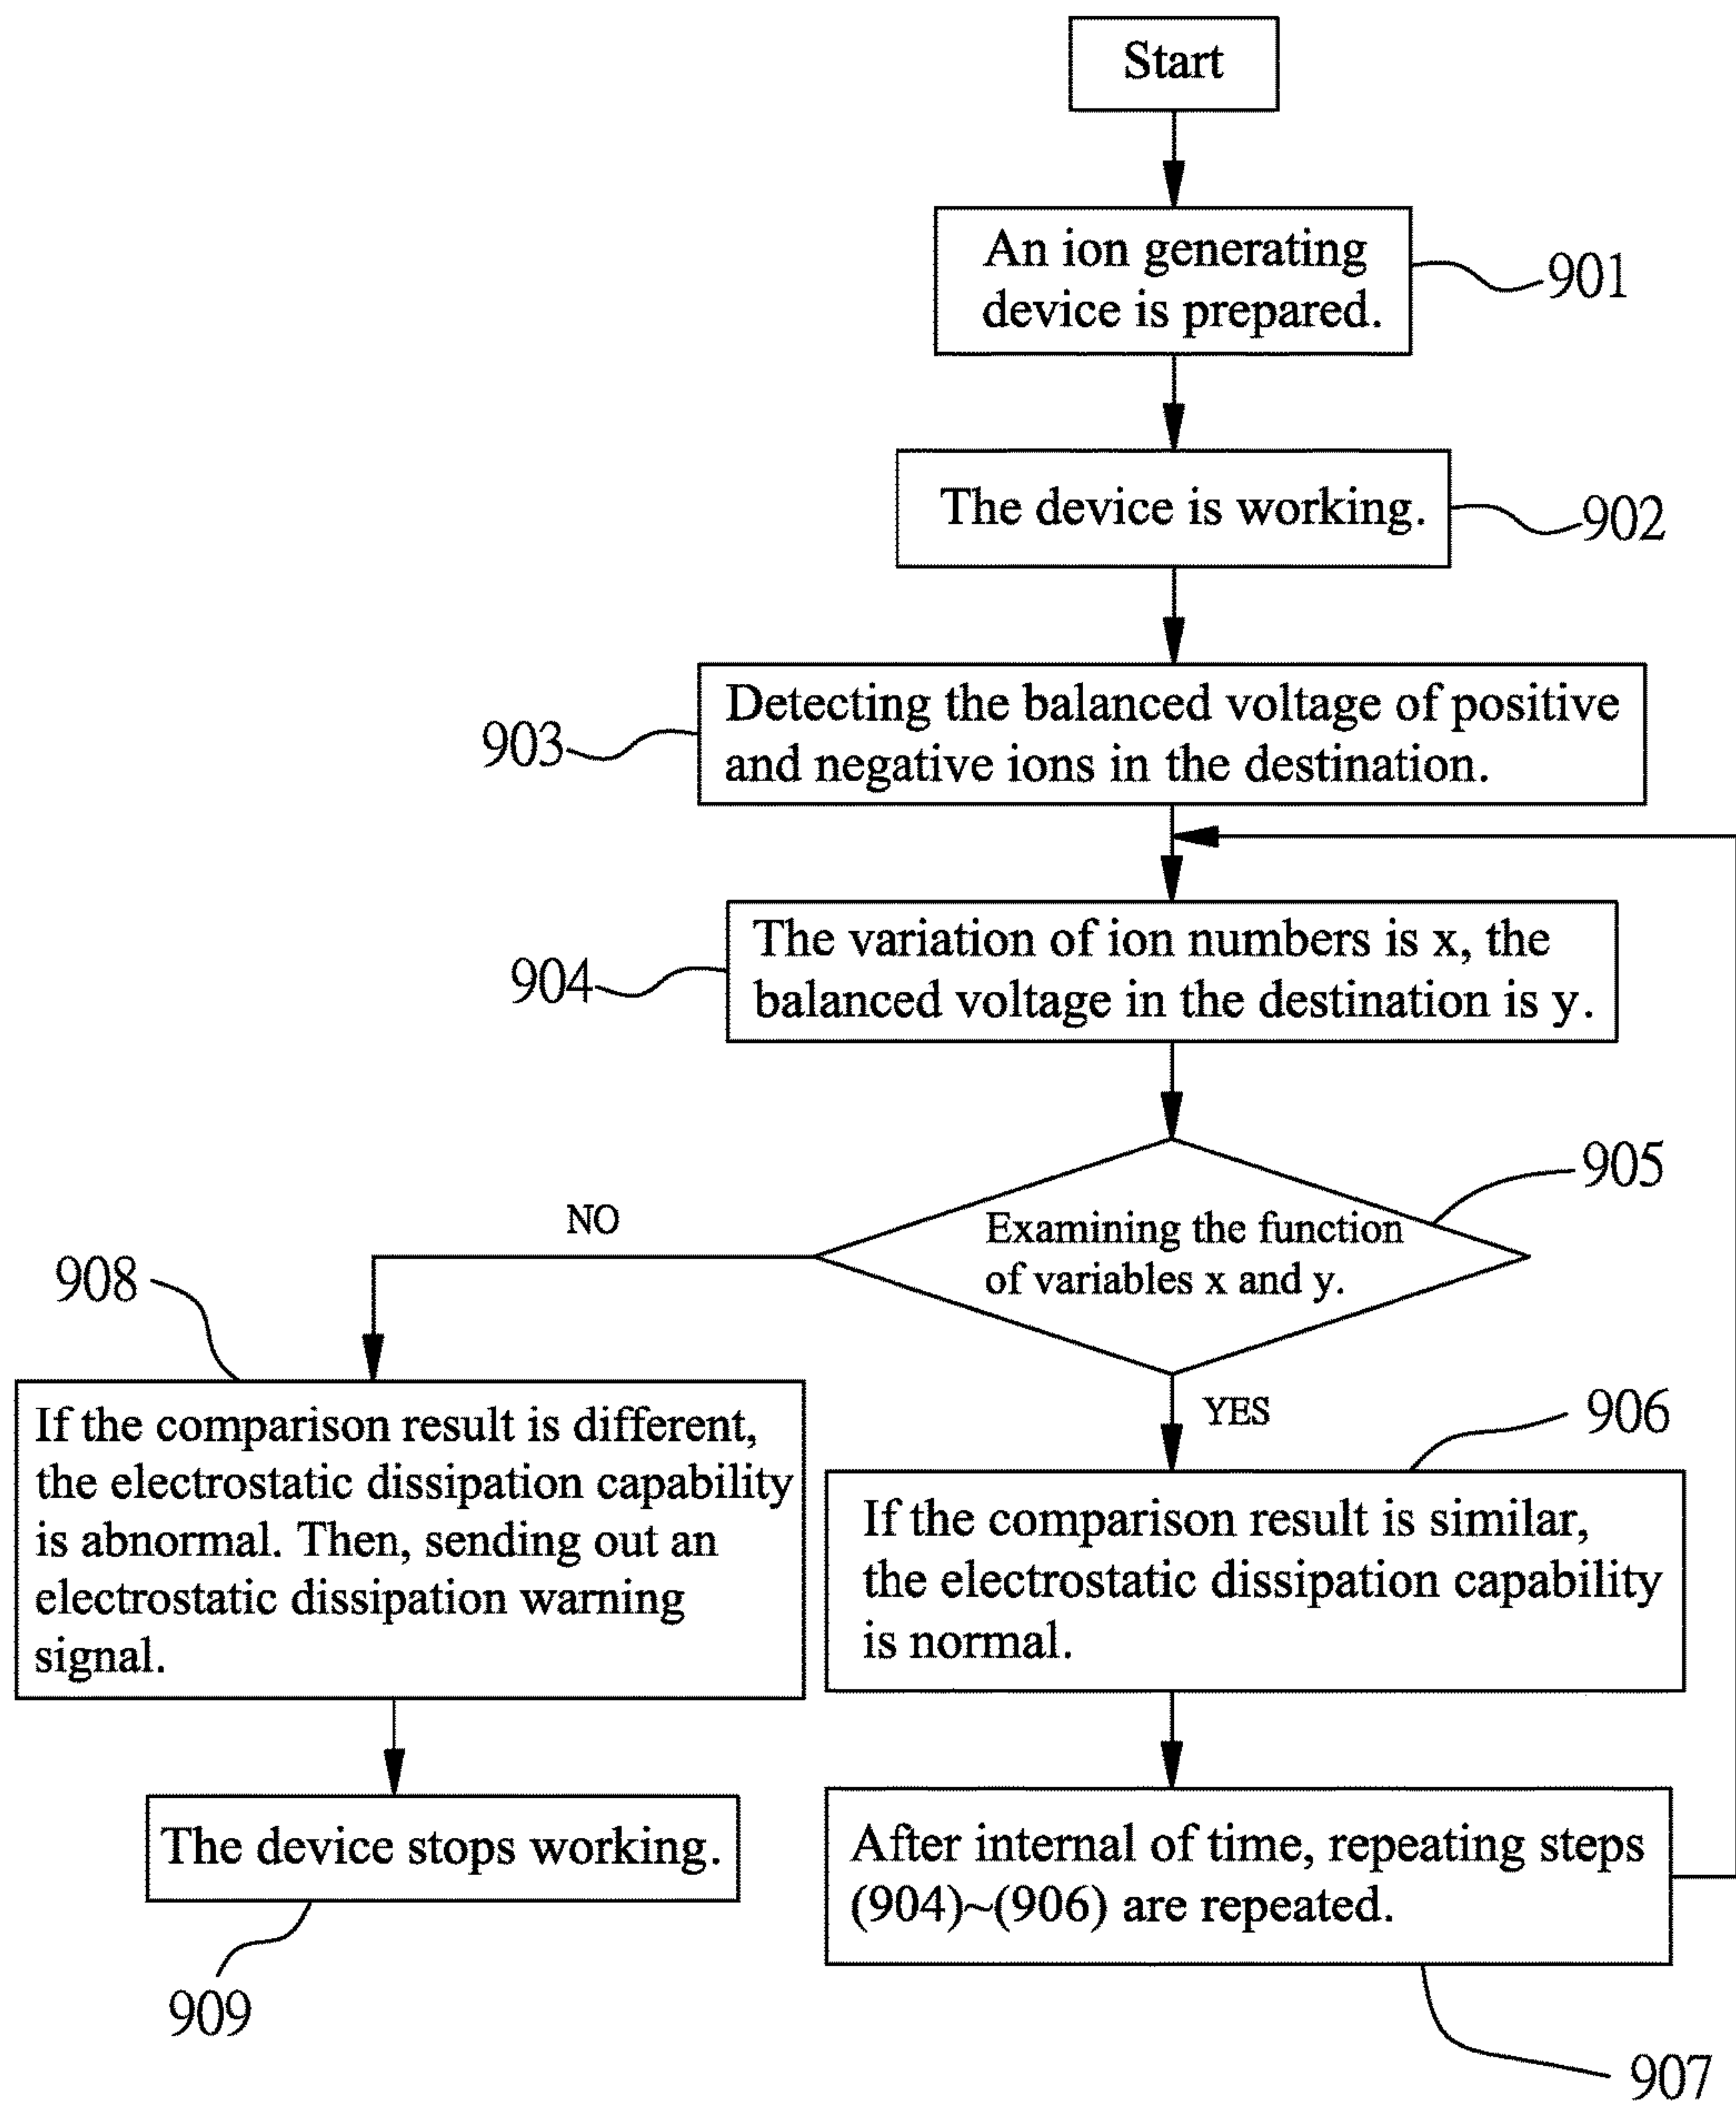 Start
An ion generating
device is prepared.
901
The device is working.
902
Detecting the balanced voltage of positive
and negative ions in the destination.
903
The variation of ion numbers is x, the
balanced voltage in the destination is y.
904
Examining the function
of variables x and y.
905
NO
YES
908
If the comparison result is different,
the electrostatic dissipation capability
is abnormal. Then, sending out an
electrostatic dissipation warning
signal.
906
If the comparison result is similar,
the electrostatic dissipation capability
is normal.
The device stops working.
909
After internal of time, repeating steps
(904)~(906) are repeated.
907